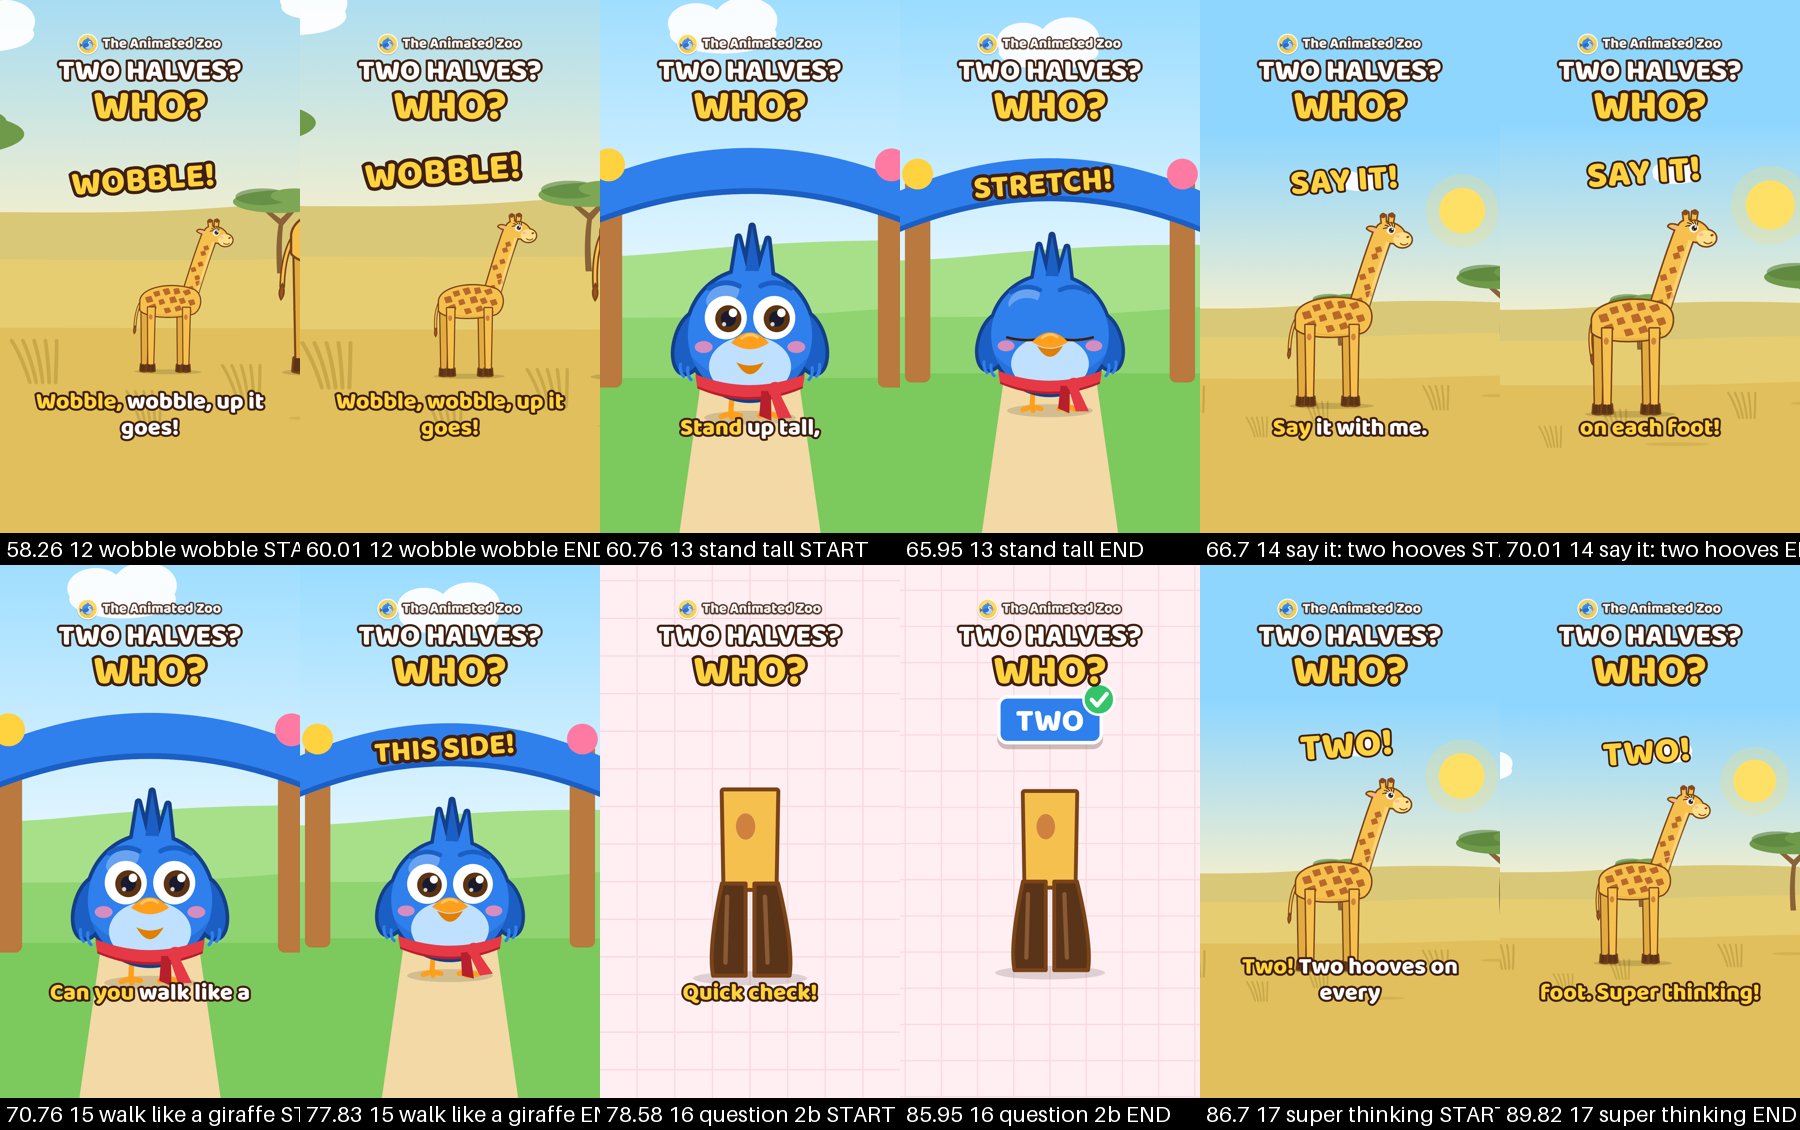 The Animated Zoo
TWO HALVES?
WHO?
WOBBLE!
Wobble, wobble, up it
goes!
58.26 12 wobble wobble STA
The Animated Zoo
TWO HALVES?
WHO?
WOBBLE!
Wobble, wobble, up it
goes!
60.01 12 wobble wobble END
The Animated Zoo
TWO HALVES?
WHO?
Stand up tall,
60.76 13 stand tall START
The Animated Zoo
TWO HALVES?
WHO?
STRETCH!
65.95 13 stand tall END
The Animated Zoo
TWO HALVES?
WHO?
SAY IT!
Say it with me.
66.7 14 say it: two hooves ST
The Animated Zoo
TWO HALVES?
WHO?
SAY IT!
on each foot!
70.01 14 say it: two hooves E
The Animated Zoo
TWO HALVES?
WHO?
Can you walk like a
70.76 15 walk like a giraffe ST
The Animated Zoo
TWO HALVES?
WHO?
THIS SIDE!
77.83 15 walk like a giraffe EN
The Animated Zoo
TWO HALVES?
WHO?
Quick check!
78.58 16 question 2b START
The Animated Zoo
TWO HALVES?
WHO?
TWO
85.95 16 question 2b END
The Animated Zoo
TWO HALVES?
WHO?
TWO!
Two! Two hooves on
every
86.7 17 super thinking START
The Animated Zoo
TWO HALVES?
WHO?
TWO!
foot. Super thinking!
89.82 17 super thinking END